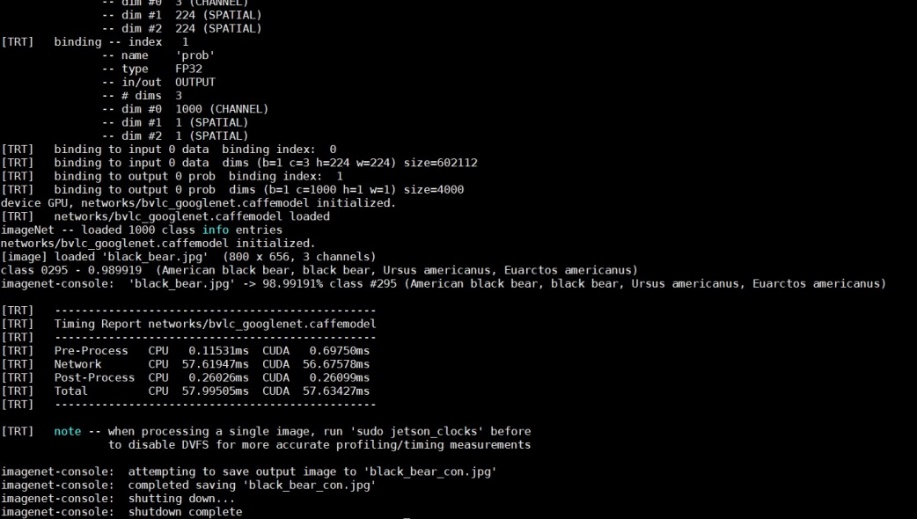 -- dim #0  3 (CHANNEL)
-- dim #1  224 (SPATIAL)
-- dim #2  224 (SPATIAL)
[TRT]   binding -- index   1
-- name    'prob'
-- type    FP32
-- in/out  OUTPUT
-- # dims  3
-- dim #0  1000 (CHANNEL)
-- dim #1  1 (SPATIAL)
-- dim #2  1 (SPATIAL)
[TRT]   binding to input 0 data  binding index:  0
[TRT]   binding to input 0 data  dims (b=1 c=3 h=224 w=224) size=602112
[TRT]   binding to output 0 prob  binding index:  1
[TRT]   binding to output 0 prob  dims (b=1 c=1000 h=1 w=1) size=4000
device GPU, networks/bvlc_googlenet.caffemodel initialized.
[TRT]   networks/bvlc_googlenet.caffemodel loaded
imageNet -- loaded 1000 class info entries
networks/bvlc_googlenet.caffemodel initialized.
[image] loaded 'black_bear.jpg'  (800 x 656, 3 channels)
class 0295 - 0.989919  (American black bear, black bear, Ursus americanus, Euarctos americanus)
imagenet-console:  'black_bear.jpg' -> 98.99191% class #295 (American black bear, black bear, Ursus americanus, Euarctos americanus)
[TRT]   ------------------------------------------------
[TRT]   Timing Report networks/bvlc_googlenet.caffemodel
[TRT]   ------------------------------------------------
[TRT]   Pre-Process   CPU   0.11531ms  CUDA   0.69750ms
[TRT]   Network       CPU  57.61947ms  CUDA  56.67578ms
[TRT]   Post-Process  CPU   0.26026ms  CUDA   0.26099ms
[TRT]   Total         CPU  57.99505ms  CUDA  57.63427ms
[TRT]   ------------------------------------------------
[TRT]   note -- when processing a single image, run 'sudo jetson_clocks' before
to disable DVFS for more accurate profiling/timing measurements
imagenet-console:  attempting to save output image to 'black_bear_con.jpg'
imagenet-console:  completed saving 'black_bear_con.jpg'
imagenet-console:  shutting down...
imagenet-console:  shutdown complete